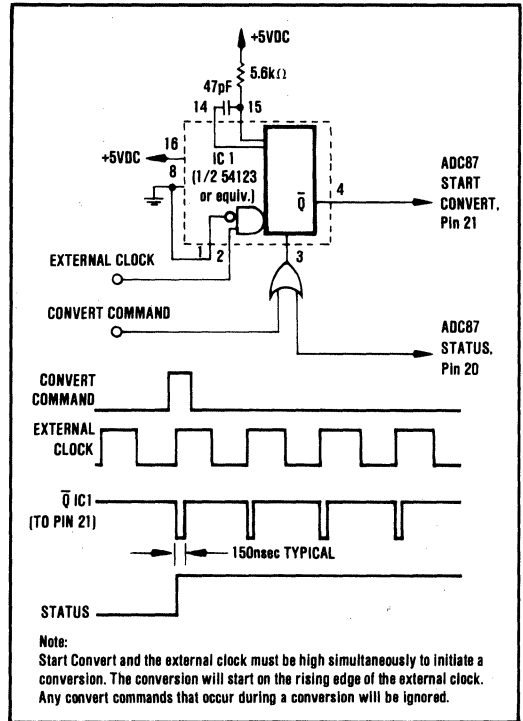 +5VDC
5.6kΩ
47pF
14
15
16
+5VDC
IC 1
8
(1/2 54123
or equiv.)
Q̅
4
ADC87
START
CONVERT,
Pin 21
1
2
3
EXTERNAL CLOCK
CONVERT COMMAND
ADC87
STATUS,
Pin 20
CONVERT
COMMAND
EXTERNAL
CLOCK
Q̅ IC1
(TO PIN 21)
150nsec TYPICAL
STATUS
Note:
Start Convert and the external clock must be high simultaneously to initiate a
conversion. The conversion will start on the rising edge of the external clock.
Any convert commands that occur during a conversion will be ignored.